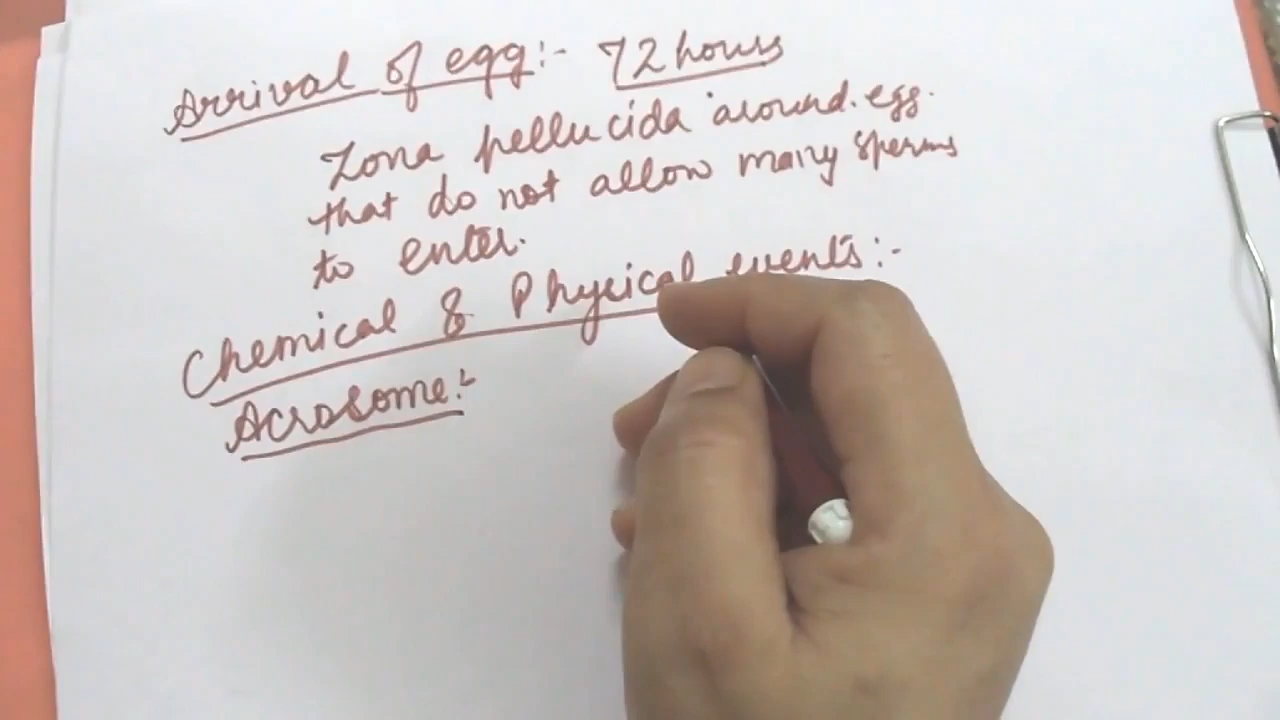 Arrival of egg:- 72 hours
Zona pellucida around egg.
that do not allow many sperms
to enter.
Chemical & Physical events:-
Acrosome:-